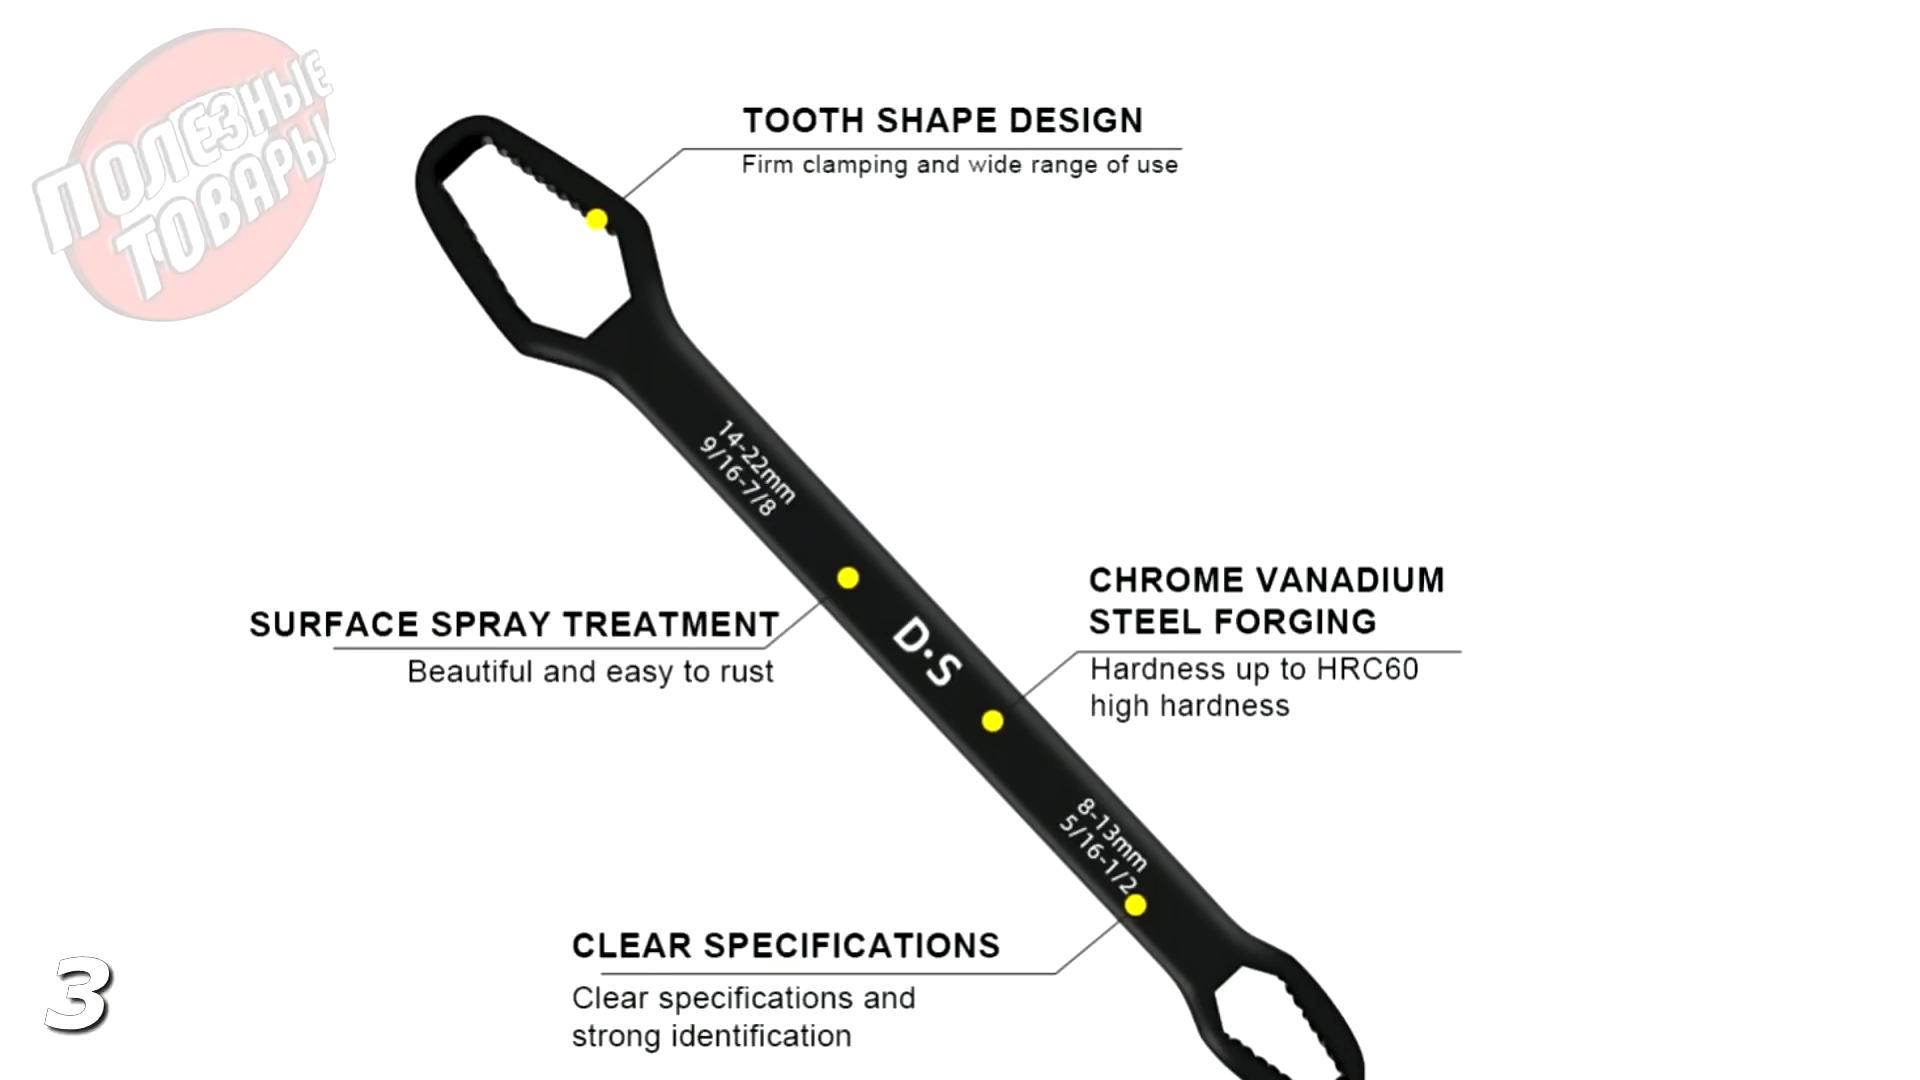 ПОЛЕЗНЫЕ
ТОВАРЫ
TOOTH SHAPE DESIGN
Firm clamping and wide range of use
14-22mm
9/16-7/8
SURFACE SPRAY TREATMENT
Beautiful and easy to rust
D·S
CHROME VANADIUM
STEEL FORGING
Hardness up to HRC60
high hardness
8-13mm
5/16-1/2
CLEAR SPECIFICATIONS
Clear specifications and
strong identification
3